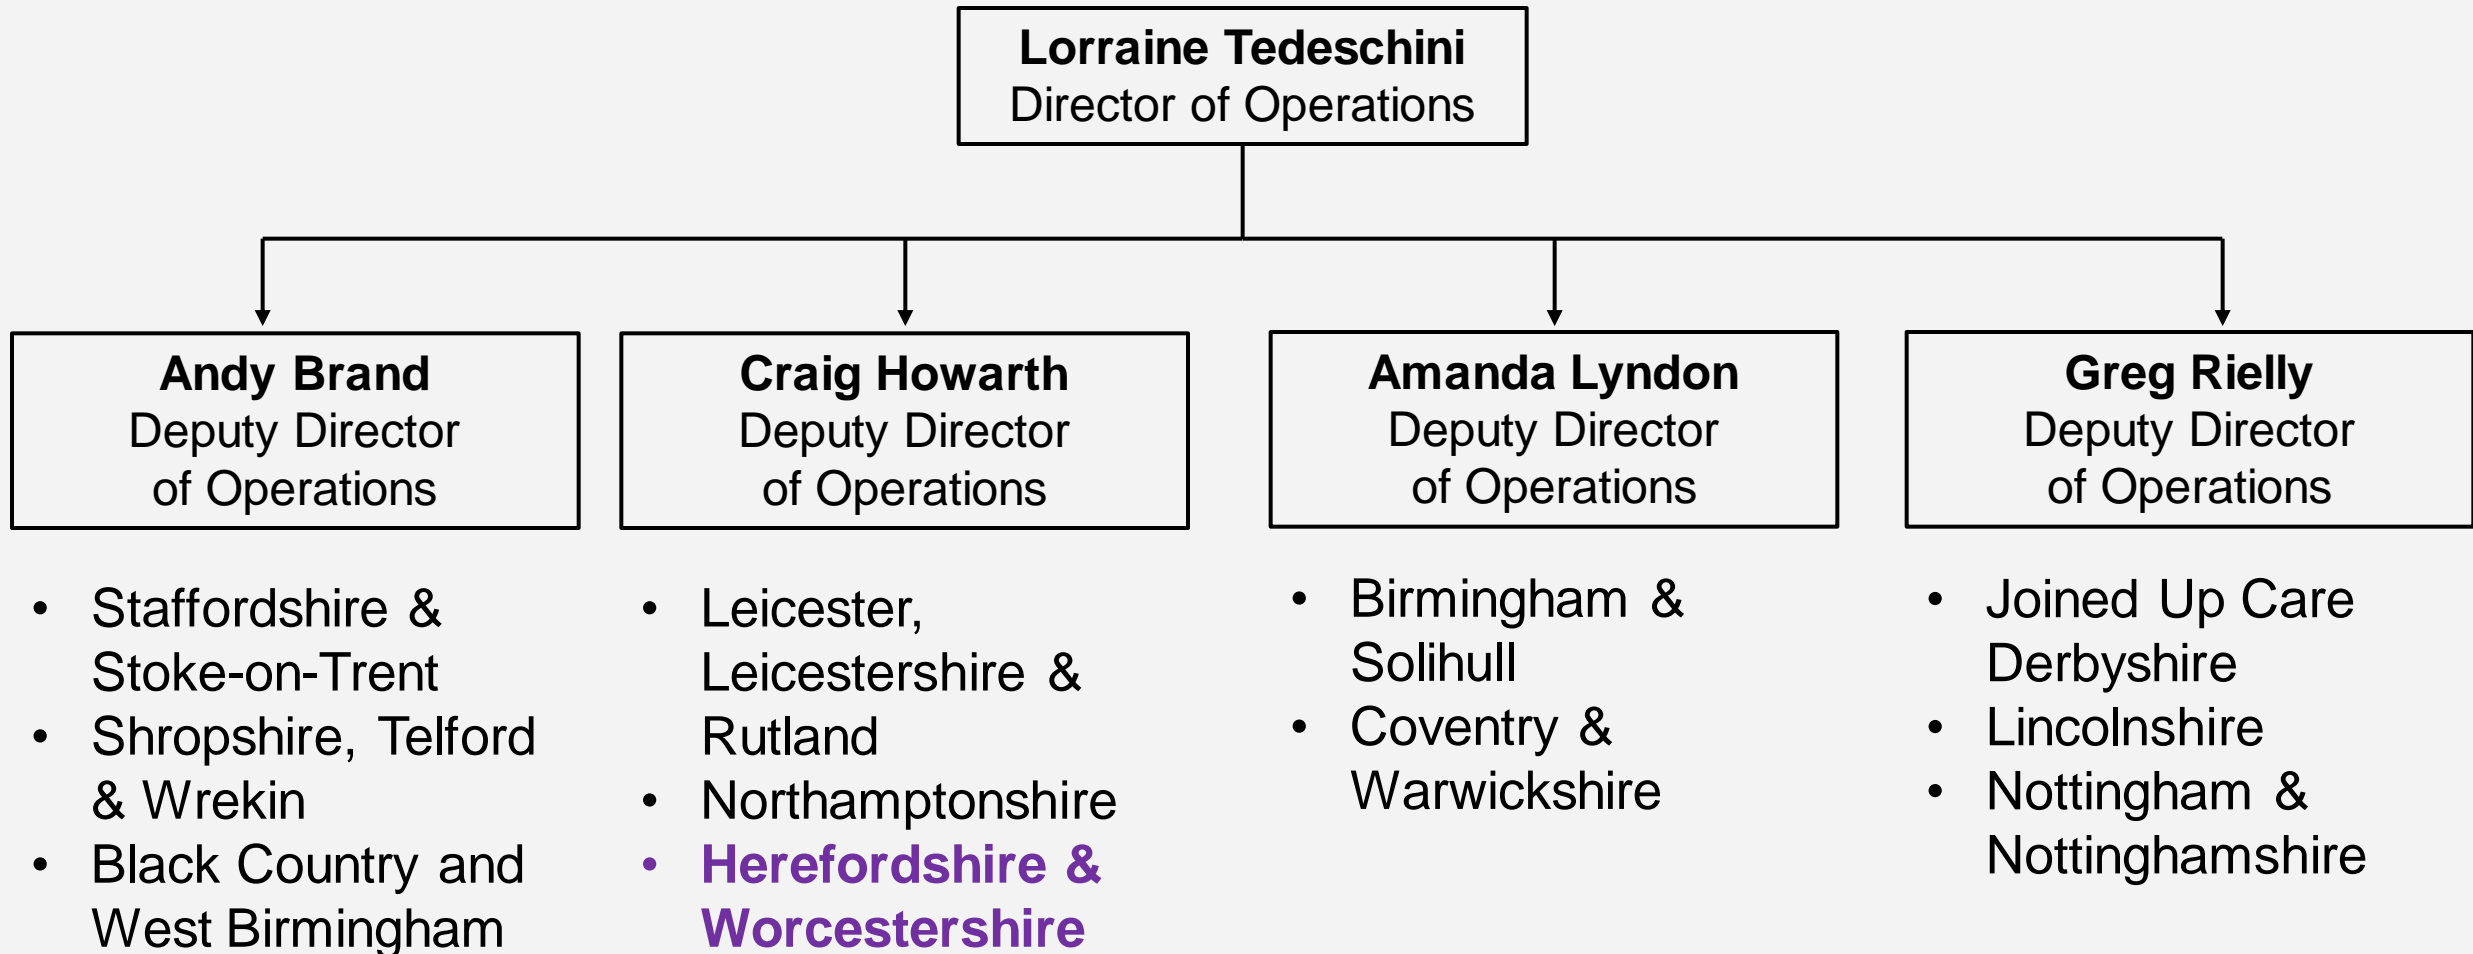 Lorraine Tedeschini
Director of Operations
Andy Brand
Deputy Director
of Operations
• Staffordshire &
Stoke-on-Trent
• Shropshire, Telford
& Wrekin
• Black Country and
West Birmingham
Craig Howarth
Deputy Director
of Operations
• Leicester,
Leicestershire &
Rutland
• Northamptonshire
• Herefordshire &
Worcestershire
Amanda Lyndon
Deputy Director
of Operations
• Birmingham &
Solihull
• Coventry &
Warwickshire
Greg Rielly
Deputy Director
of Operations
• Joined Up Care
Derbyshire
• Lincolnshire
• Nottingham &
Nottinghamshire